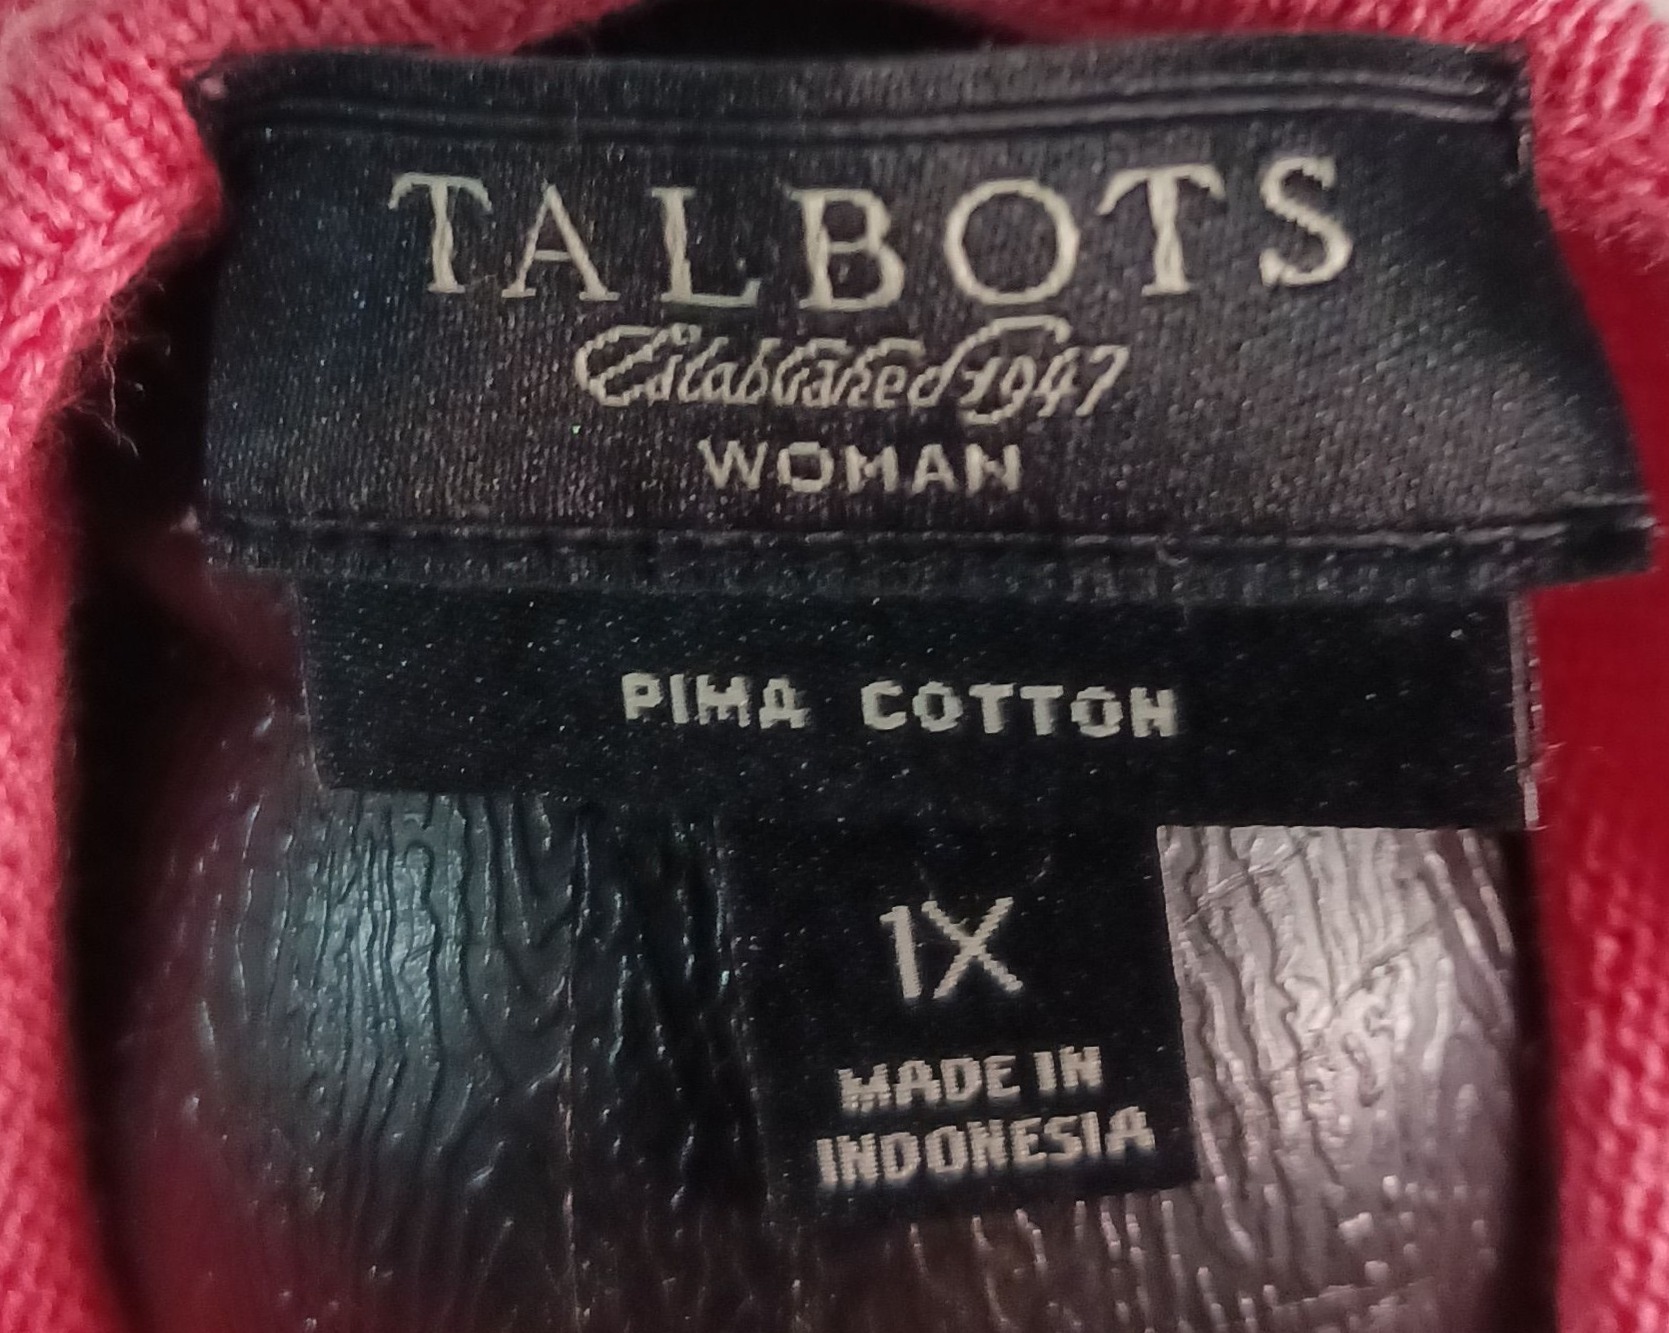 TALBOTS
Established 1947
WOMAN
PIMA COTTON
1X
MADE IN
INDONESIA